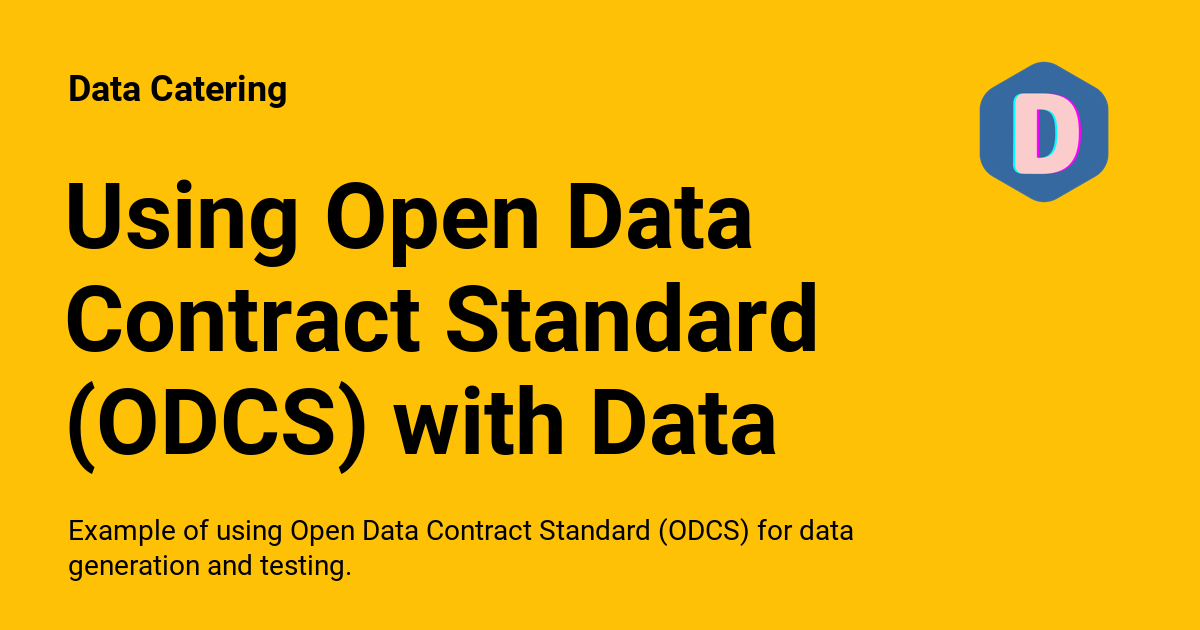 Data Catering
D
Using Open Data
Contract Standard
(ODCS) with Data
Example of using Open Data Contract Standard (ODCS) for data
generation and testing.